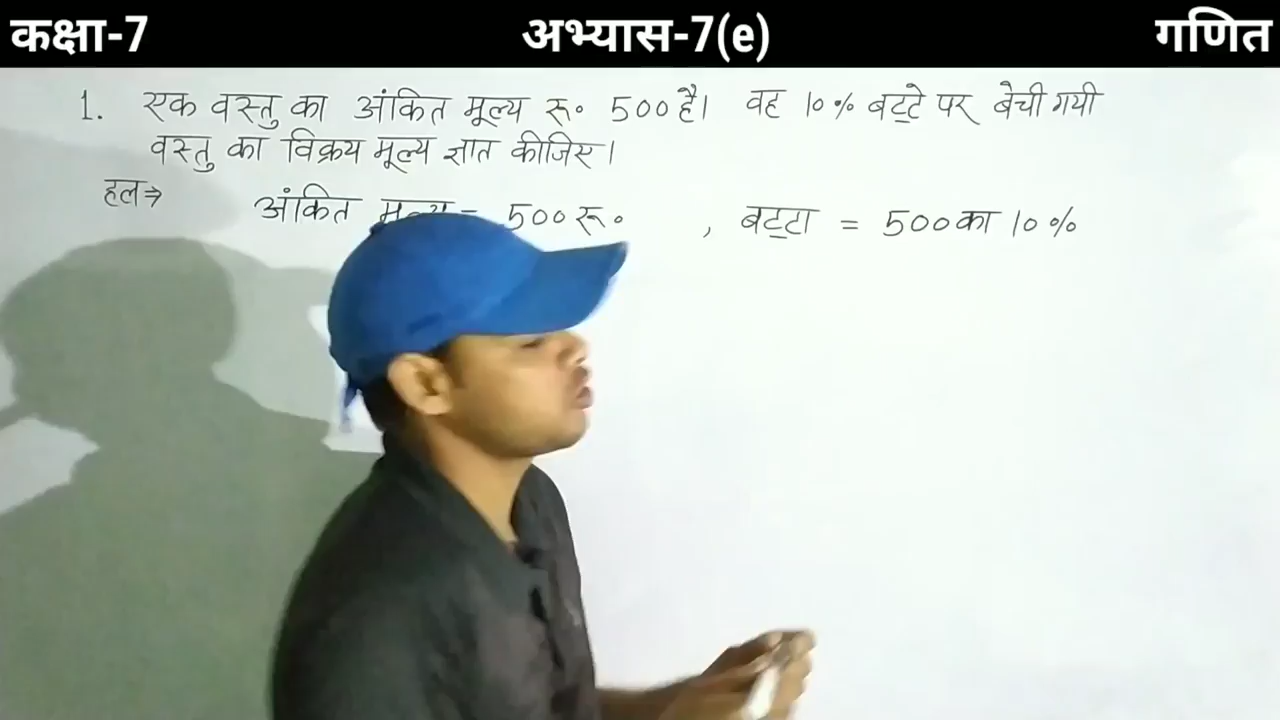 कक्षा-7 अभ्यास-7(e) गणित
1. एक वस्तु का अंकित मूल्य रू० 500 है। वह 10% बट्टे पर बेची गयी
वस्तु का विक्रय मूल्य ज्ञात कीजिए।
हल⇒ अंकित मूल्य = 500 रू० , बट्टा = 500 का 10%